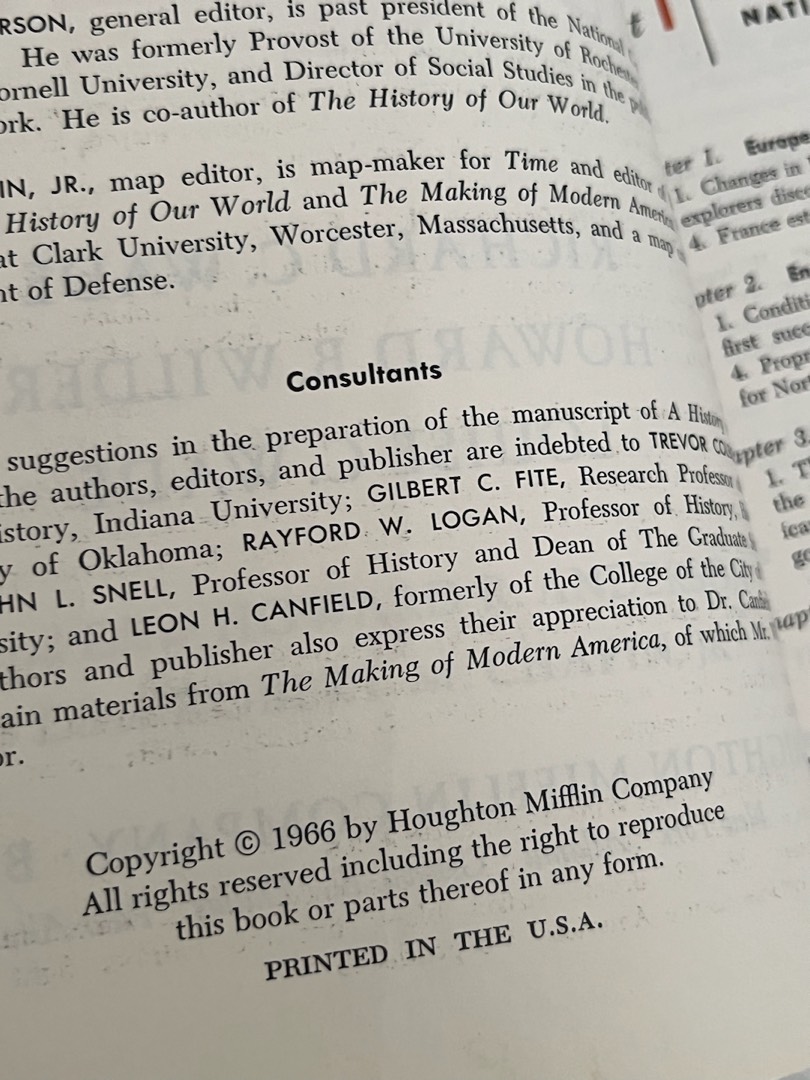 RSON, general editor, is past president of the National
He was formerly Provost of the University of
ornell University, and Director of Social Studies in the
ork. He is co-author of The History of Our World.
IN, JR., map editor, is map-maker for Time and editor
History of Our World and The Making of Modern
at Clark University, Worcester, Massachusetts, and a map
nt of Defense.
Consultants
suggestions in the preparation of the manuscript of A
the authors, editors, and publisher are indebted to TREVOR
istory, Indiana University; GILBERT C. FITE, Research
y of Oklahoma; RAYFORD W. LOGAN, Professor of History,
HN L. SNELL, Professor of History and Dean of The Graduate
sity; and LEON H. CANFIELD, formerly of the College of the City
thors and publisher also express their appreciation to Dr.
ain materials from The Making of Modern America, of which Mr.
or.
Copyright © 1966 by Houghton Mifflin Company
All rights reserved including the right to reproduce
this book or parts thereof in any form.
PRINTED IN THE U.S.A.
NATI
ter 1. Europe
1. Changes in
explorers disc
4. France est
pter 2. En
1. Conditi
first succ
4. Propr
for Nor
pter 3.
1. T
the
ica